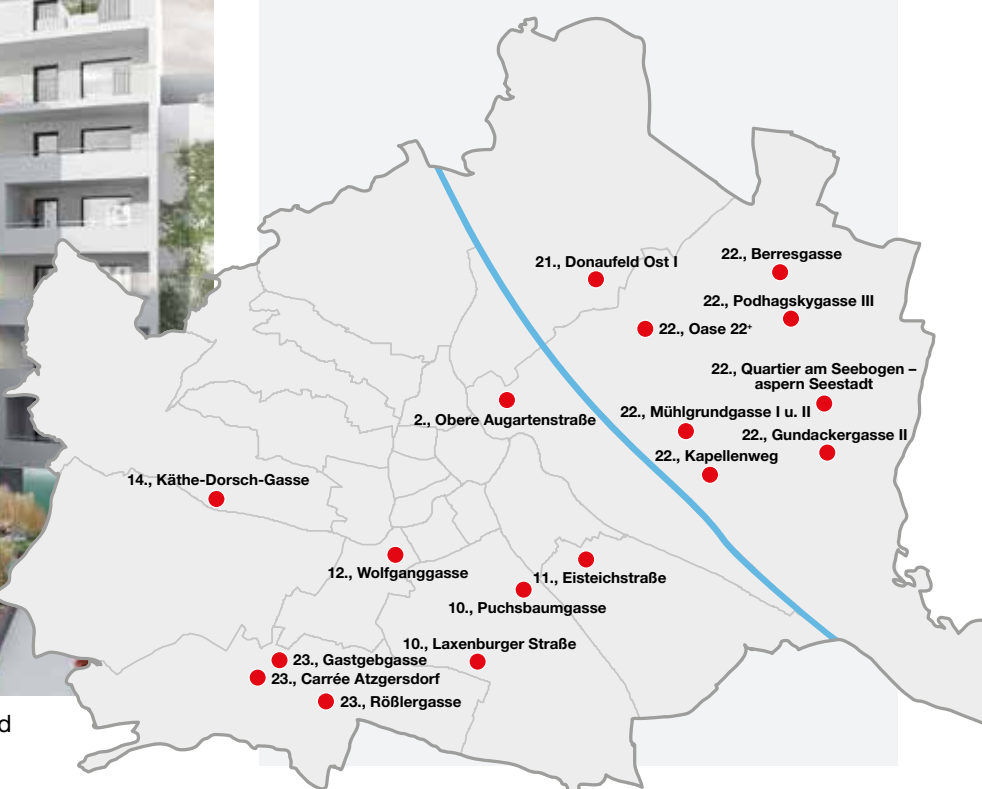 21., Donaufeld Ost I
22., Berresgasse
22., Podhagskygasse III
22., Oase 22+
22., Quartier am Seebogen –
aspern Seestadt
2., Obere Augartenstraße
22., Mühlgrundgasse I u. II
22., Gundackergasse II
22., Kapellenweg
14., Käthe-Dorsch-Gasse
12., Wolfganggasse
11., Eisteichstraße
10., Puchsbaumgasse
10., Laxenburger Straße
23., Gastgebgasse
23., Carrée Atzgersdorf
23., Rößlergasse
d